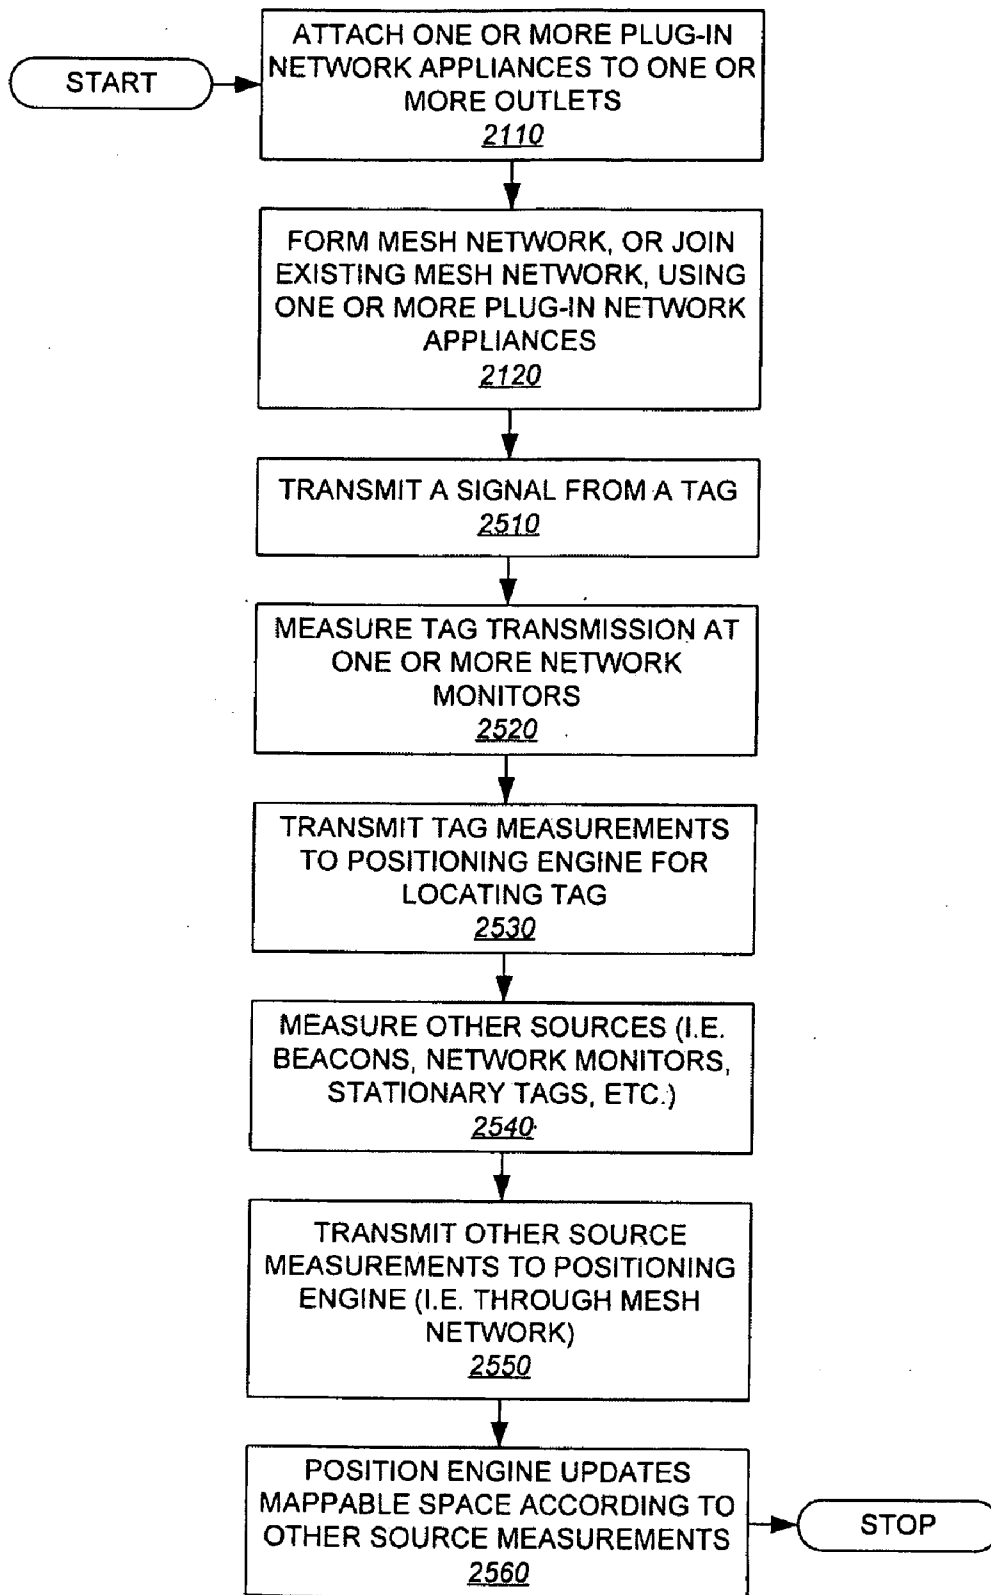 START
ATTACH ONE OR MORE PLUG-IN
NETWORK APPLIANCES TO ONE OR
MORE OUTLETS
2110
FORM MESH NETWORK, OR JOIN
EXISTING MESH NETWORK, USING
ONE OR MORE PLUG-IN NETWORK
APPLIANCES
2120
TRANSMIT A SIGNAL FROM A TAG
2510
MEASURE TAG TRANSMISSION AT
ONE OR MORE NETWORK
MONITORS
2520
TRANSMIT TAG MEASUREMENTS
TO POSITIONING ENGINE FOR
LOCATING TAG
2530
MEASURE OTHER SOURCES (I.E.
BEACONS, NETWORK MONITORS,
STATIONARY TAGS, ETC.)
2540
TRANSMIT OTHER SOURCE
MEASUREMENTS TO POSITIONING
ENGINE (I.E. THROUGH MESH
NETWORK)
2550
POSITION ENGINE UPDATES
MAPPABLE SPACE ACCORDING TO
OTHER SOURCE MEASUREMENTS
2560
STOP